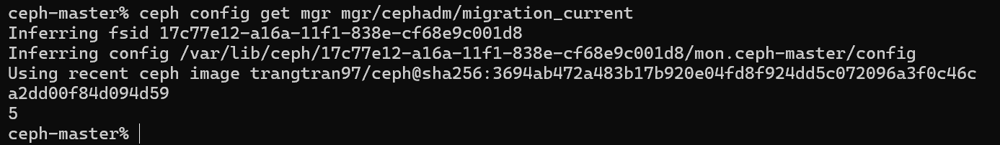 ceph-master% ceph config get mgr mgr/cephadm/migration_current
Inferring fsid 17c77e12-a16a-11f1-838e-cf68e9c001d8
Inferring config /var/lib/ceph/17c77e12-a16a-11f1-838e-cf68e9c001d8/mon.ceph-master/config
Using recent ceph image trangtran97/ceph@sha256:3694ab472a483b17b920e04fd8f924dd5c072096a3f0c46c
a2dd00f84d094d59
5
ceph-master%